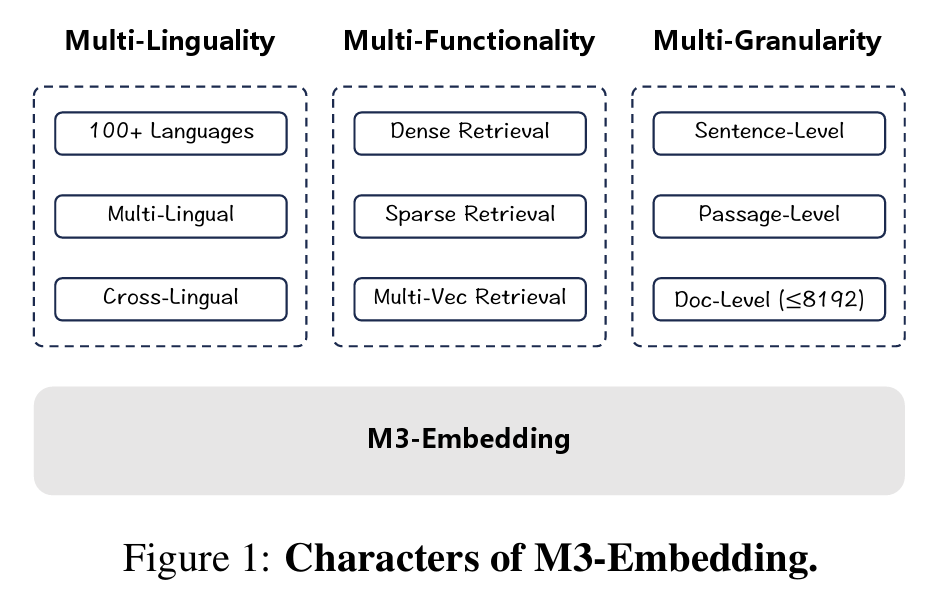 Multi-Linguality
100+ Languages
Multi-Lingual
Cross-Lingual
Multi-Functionality
Dense Retrieval
Sparse Retrieval
Multi-Vec Retrieval
Multi-Granularity
Sentence-Level
Passage-Level
Doc-Level (≤8192)
M3-Embedding
Figure 1: Characters of M3-Embedding.